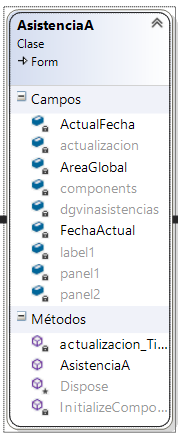 AsistenciaA
Clase
Form
Campos
ActualFecha
actualizacion
AreaGlobal
components
dgvinasistencias
FechaActual
label1
panel1
panel2
Métodos
actualizacion_Ti...
AsistenciaA
Dispose
InitializeCompo...